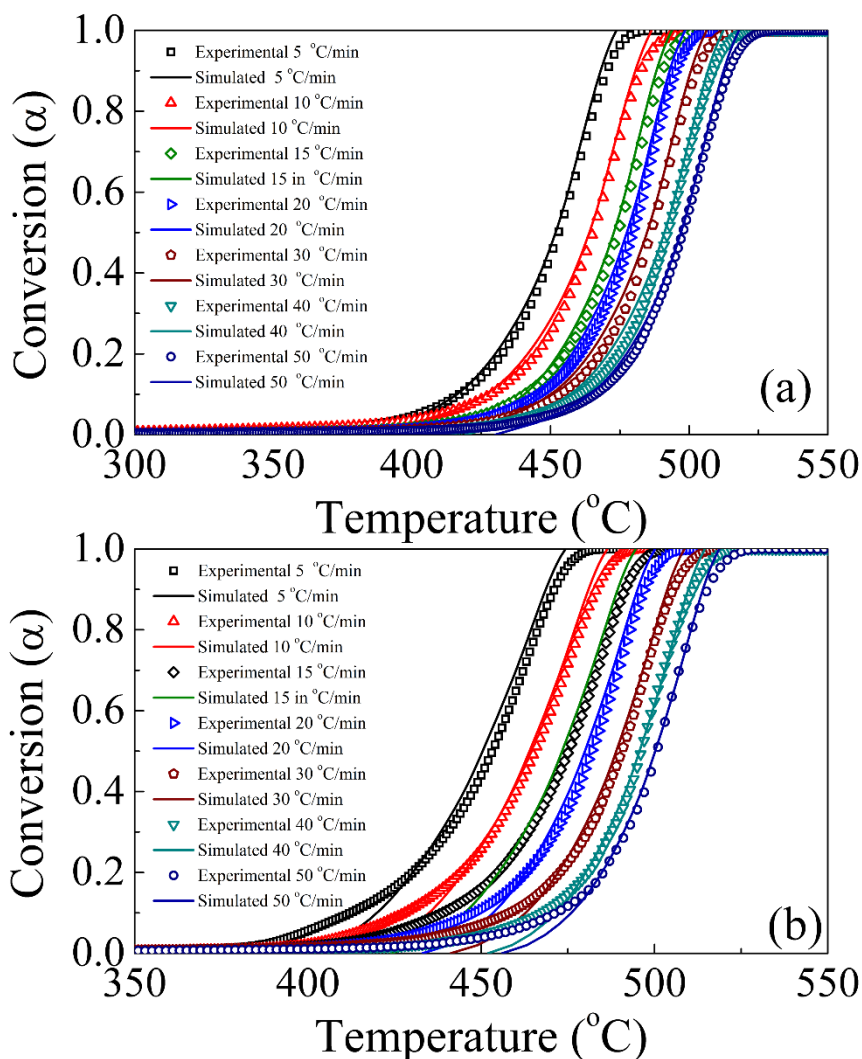 1.0
0.8
0.6
0.4
0.2
0.0
Conversion (α)
Experimental 5 °C/min
Simulated 5 °C/min
Experimental 10 °C/min
Simulated 10 °C/min
Experimental 15 °C/min
Simulated 15 in °C/min
Experimental 20 °C/min
Simulated 20 °C/min
Experimental 30 °C/min
Simulated 30 °C/min
Experimental 40 °C/min
Simulated 40 °C/min
Experimental 50 °C/min
Simulated 50 °C/min
(a)
300 350 400 450 500 550
Temperature (°C)
1.0
0.8
0.6
0.4
0.2
0.0
Conversion (α)
Experimental 5 °C/min
Simulated 5 °C/min
Experimental 10 °C/min
Simulated 10 °C/min
Experimental 15 °C/min
Simulated 15 in °C/min
Experimental 20 °C/min
Simulated 20 °C/min
Experimental 30 °C/min
Simulated 30 °C/min
Experimental 40 °C/min
Simulated 40 °C/min
Experimental 50 °C/min
Simulated 50 °C/min
(b)
350 400 450 500 550
Temperature (°C)